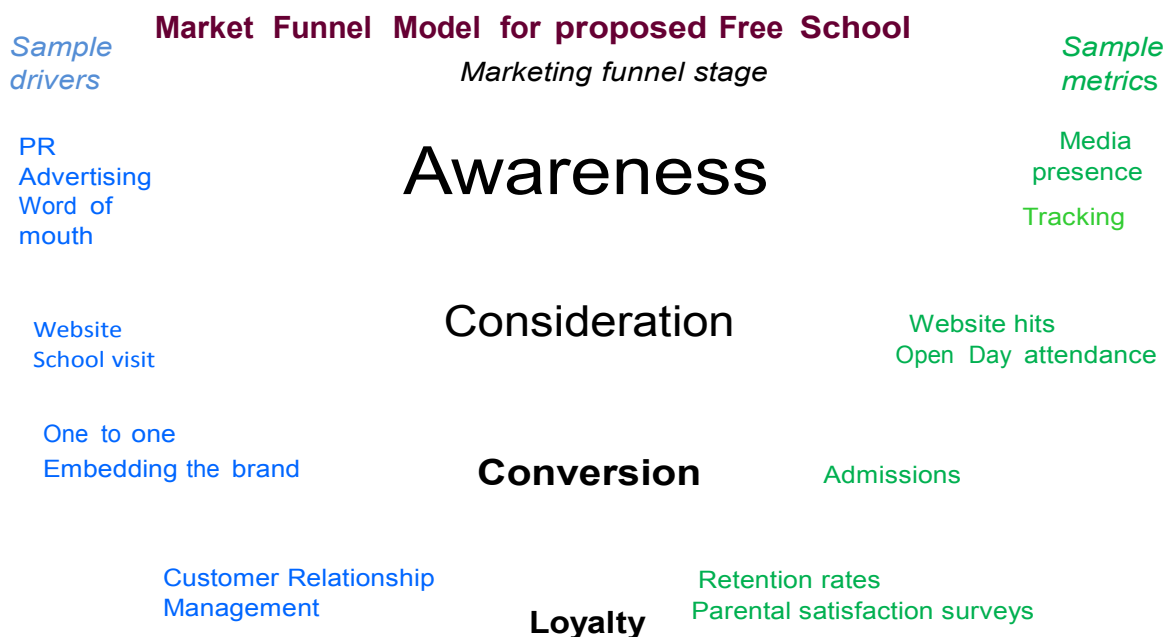 Market Funnel Model for proposed Free School
Sample
drivers
Marketing funnel stage
Sample
metrics
PR
Advertising
Word of
mouth
Awareness
Media
presence
Tracking
Website
School visit
Consideration
Website hits
Open Day attendance
One to one
Embedding the brand
Conversion
Admissions
Customer Relationship
Management
Loyalty
Retention rates
Parental satisfaction surveys